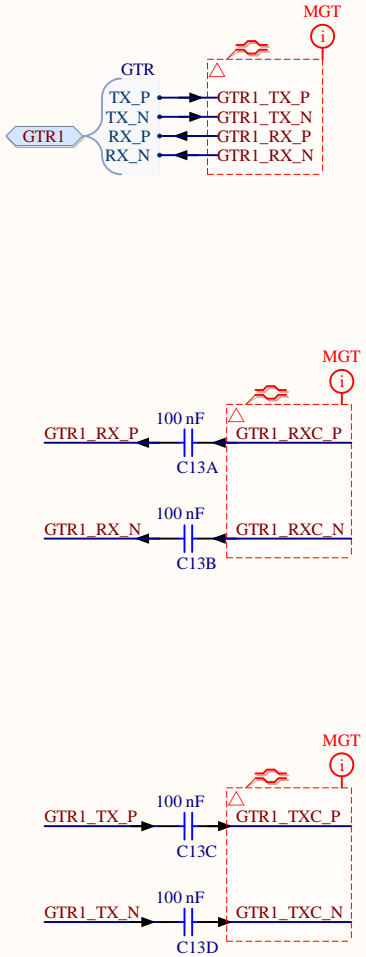 MGT
i
GTR
TX_P
GTR1_TX_P
TX_N
GTR1_TX_N
GTR1
RX_P
GTR1_RX_P
RX_N
GTR1_RX_N
MGT
i
100 nF
GTR1_RX_P
GTR1_RXC_P
C13A
100 nF
GTR1_RX_N
GTR1_RXC_N
C13B
MGT
i
100 nF
GTR1_TX_P
GTR1_TXC_P
C13C
100 nF
GTR1_TX_N
GTR1_TXC_N
C13D